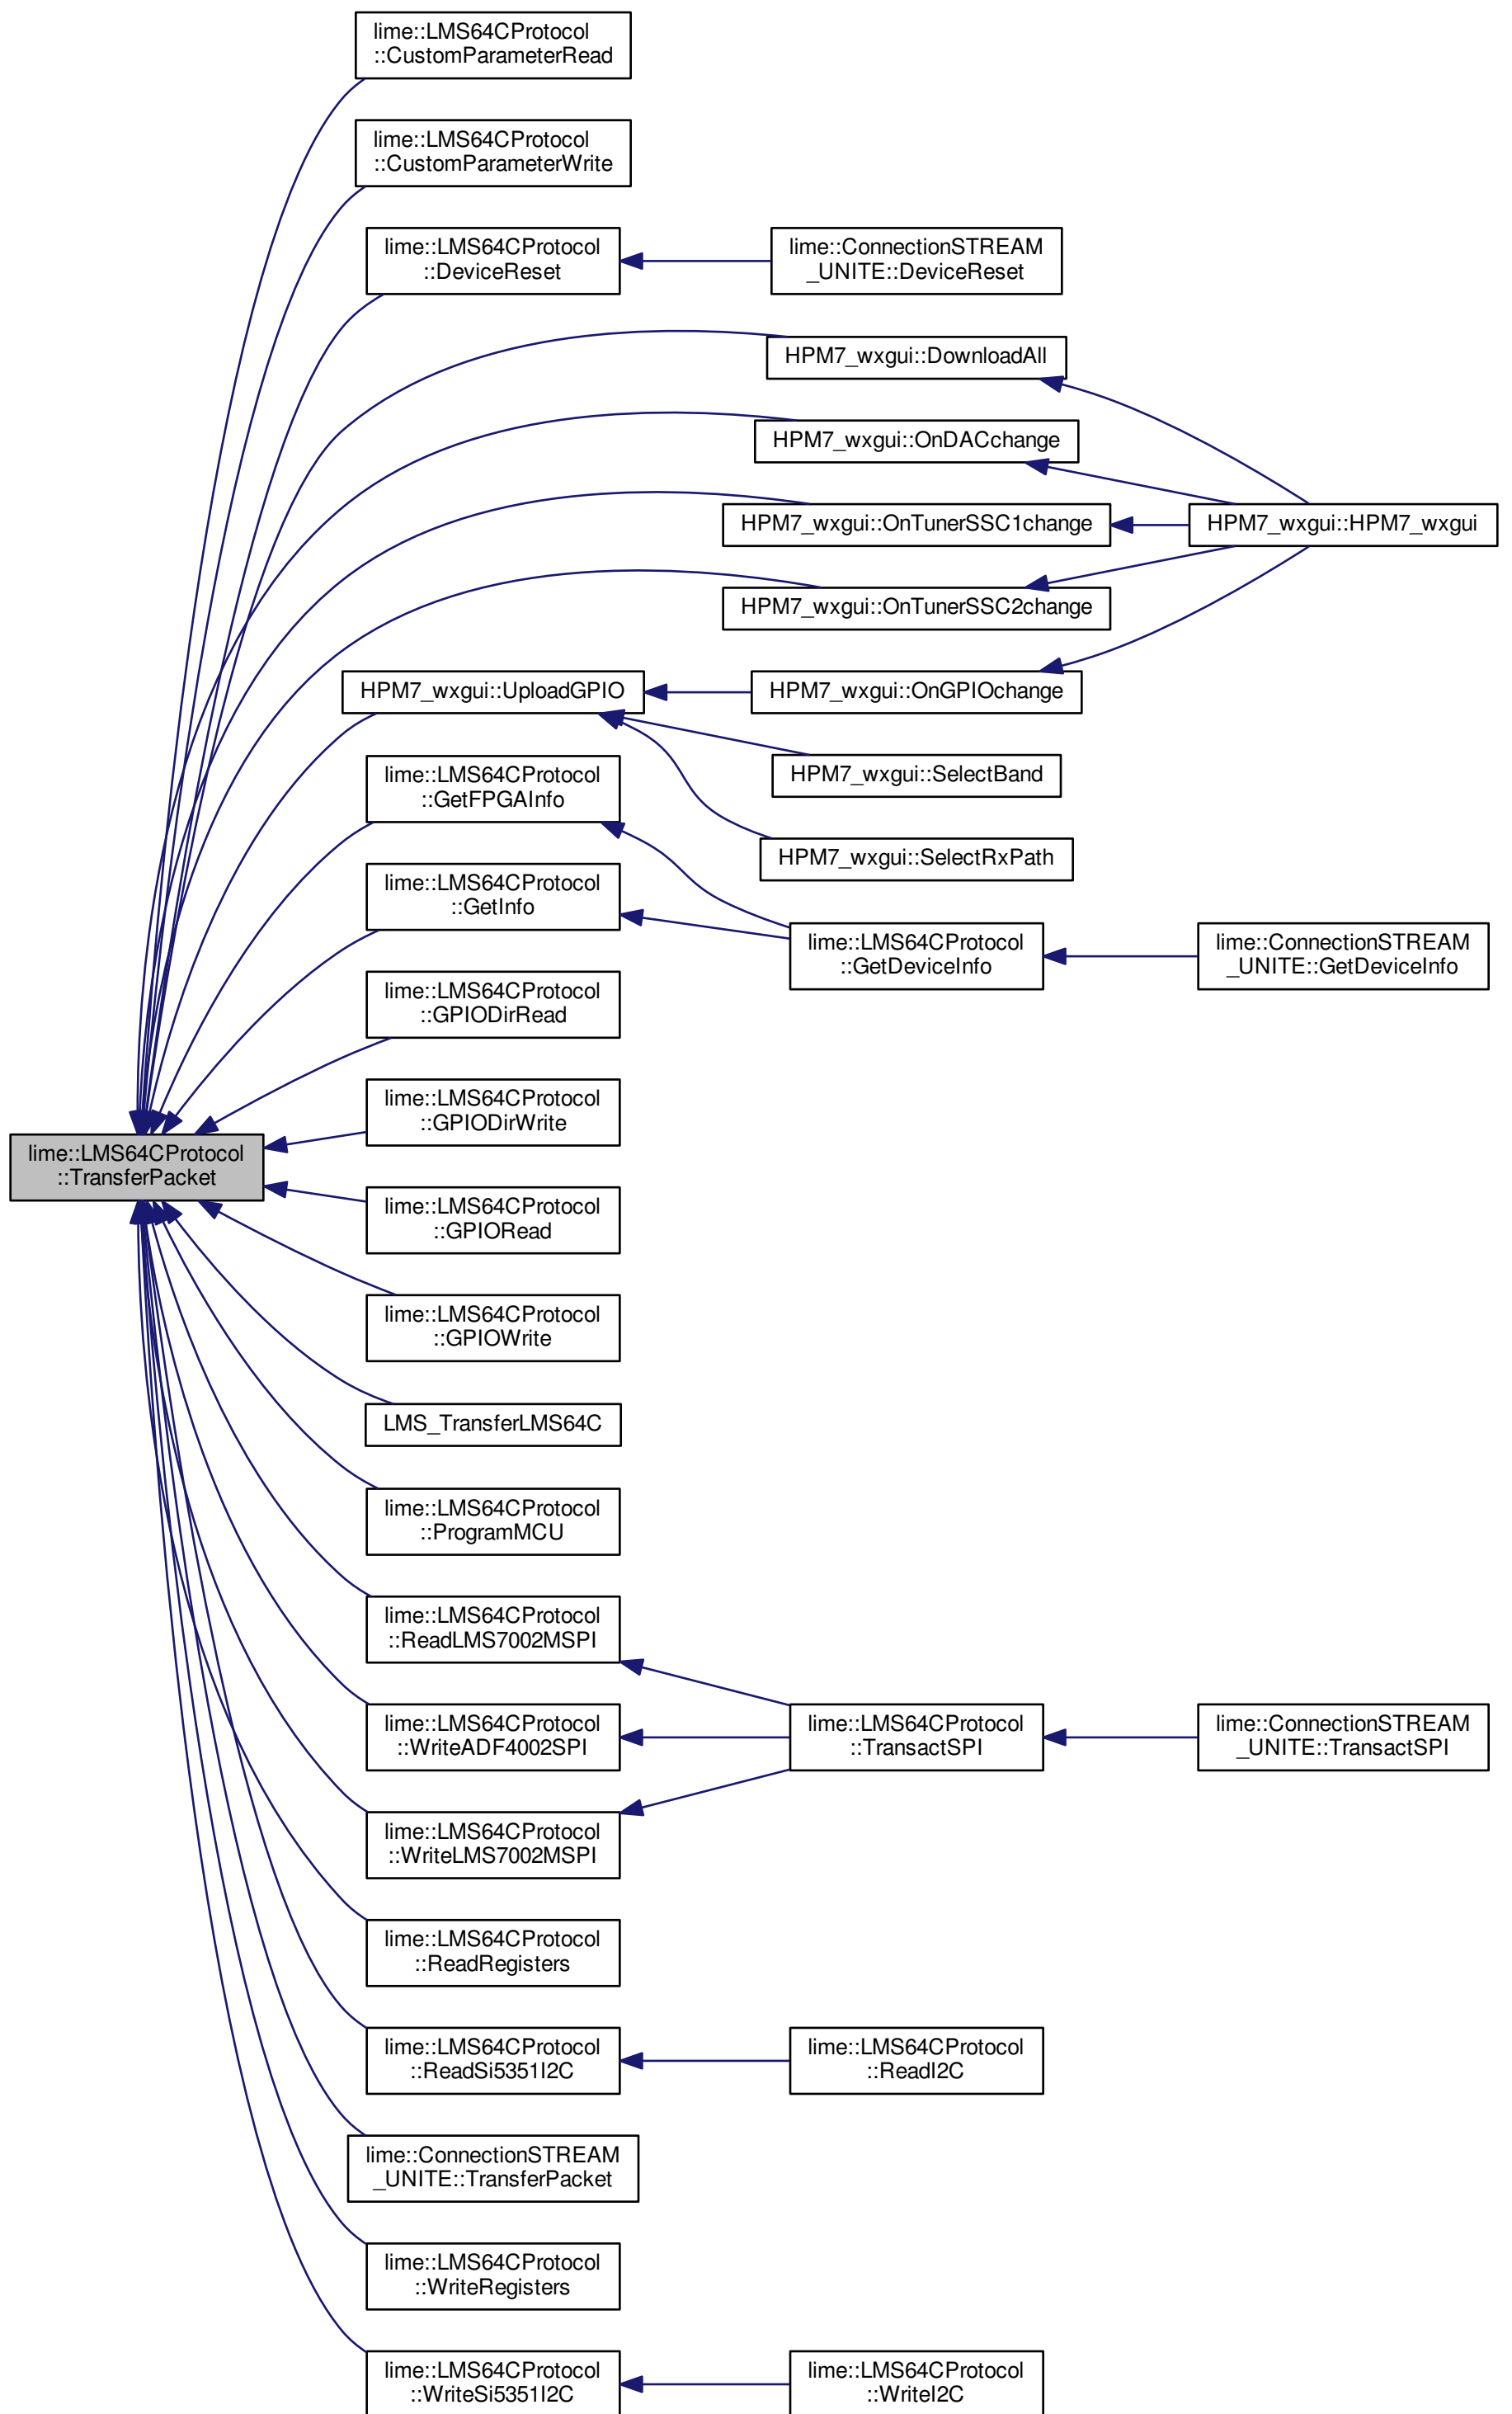 lime::LMS64CProtocol
::CustomParameterRead
lime::LMS64CProtocol
::CustomParameterWrite
lime::LMS64CProtocol
::DeviceReset
lime::ConnectionSTREAM
_UNITE::DeviceReset
HPM7_wxgui::DownloadAll
HPM7_wxgui::OnDACchange
HPM7_wxgui::OnTunerSSC1change
HPM7_wxgui::HPM7_wxgui
HPM7_wxgui::OnTunerSSC2change
HPM7_wxgui::UploadGPIO
HPM7_wxgui::OnGPIOchange
HPM7_wxgui::SelectBand
lime::LMS64CProtocol
::GetFPGAInfo
HPM7_wxgui::SelectRxPath
lime::LMS64CProtocol
::GetInfo
lime::LMS64CProtocol
::GetDeviceInfo
lime::ConnectionSTREAM
_UNITE::GetDeviceInfo
lime::LMS64CProtocol
::GPIODirRead
lime::LMS64CProtocol
::GPIODirWrite
lime::LMS64CProtocol
::TransferPacket
lime::LMS64CProtocol
::GPIORead
lime::LMS64CProtocol
::GPIOWrite
LMS_TransferLMS64C
lime::LMS64CProtocol
::ProgramMCU
lime::LMS64CProtocol
::ReadLMS7002MSPI
lime::LMS64CProtocol
::WriteADF4002SPI
lime::LMS64CProtocol
::TransactSPI
lime::ConnectionSTREAM
_UNITE::TransactSPI
lime::LMS64CProtocol
::WriteLMS7002MSPI
lime::LMS64CProtocol
::ReadRegisters
lime::LMS64CProtocol
::ReadSi5351I2C
lime::LMS64CProtocol
::ReadI2C
lime::ConnectionSTREAM
_UNITE::TransferPacket
lime::LMS64CProtocol
::WriteRegisters
lime::LMS64CProtocol
::WriteSi5351I2C
lime::LMS64CProtocol
::WriteI2C